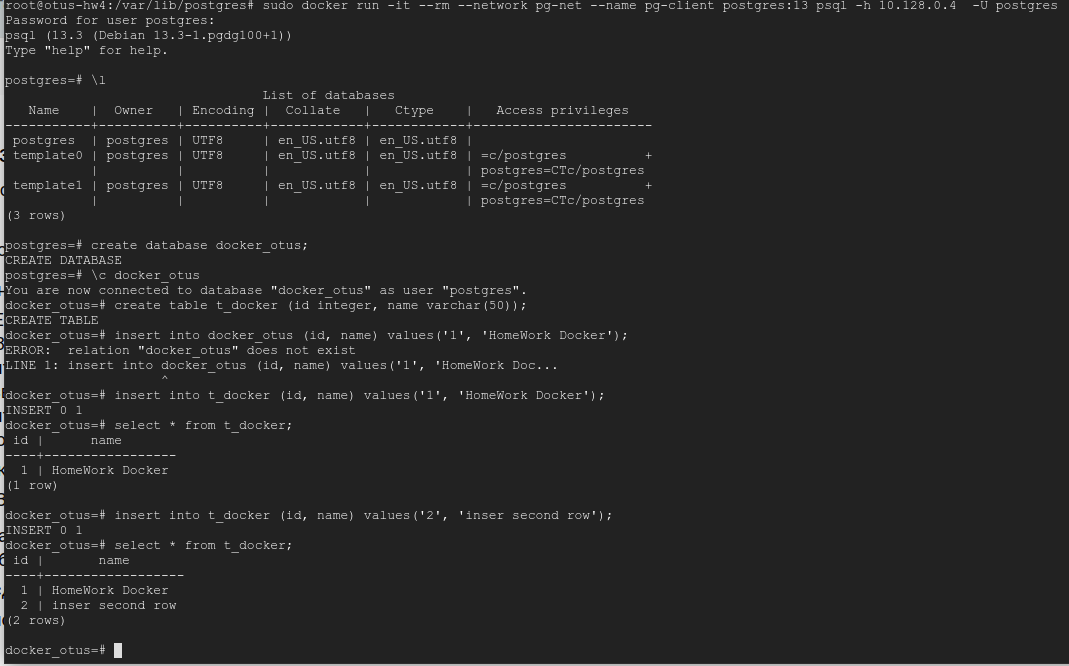 root@otus-hw4:/var/lib/postgres# sudo docker run -it --rm --network pg-net --name pg-client postgres:13 psql -h 10.128.0.4  -U postgres
Password for user postgres:
psql (13.3 (Debian 13.3-1.pgdg100+1))
Type "help" for help.

postgres=# \l
                                 List of databases
   Name    |  Owner   | Encoding |  Collate   |   Ctype    |   Access privileges
-----------+----------+----------+------------+------------+-----------------------
 postgres  | postgres | UTF8     | en_US.utf8 | en_US.utf8 |
 template0 | postgres | UTF8     | en_US.utf8 | en_US.utf8 | =c/postgres          +
           |          |          |            |            | postgres=CTc/postgres
 template1 | postgres | UTF8     | en_US.utf8 | en_US.utf8 | =c/postgres          +
           |          |          |            |            | postgres=CTc/postgres
(3 rows)

postgres=# create database docker_otus;
CREATE DATABASE
postgres=# \c docker_otus
You are now connected to database "docker_otus" as user "postgres".
docker_otus=# create table t_docker (id integer, name varchar(50));
CREATE TABLE
docker_otus=# insert into docker_otus (id, name) values('1', 'HomeWork Docker');
ERROR:  relation "docker_otus" does not exist
LINE 1: insert into docker_otus (id, name) values('1', 'HomeWork Doc...
                    ^
docker_otus=# insert into t_docker (id, name) values('1', 'HomeWork Docker');
INSERT 0 1
docker_otus=# select * from t_docker;
 id |      name
----+-----------------
  1 | HomeWork Docker
(1 row)

docker_otus=# insert into t_docker (id, name) values('2', 'inser second row');
INSERT 0 1
docker_otus=# select * from t_docker;
 id |       name
----+------------------
  1 | HomeWork Docker
  2 | inser second row
(2 rows)

docker_otus=#